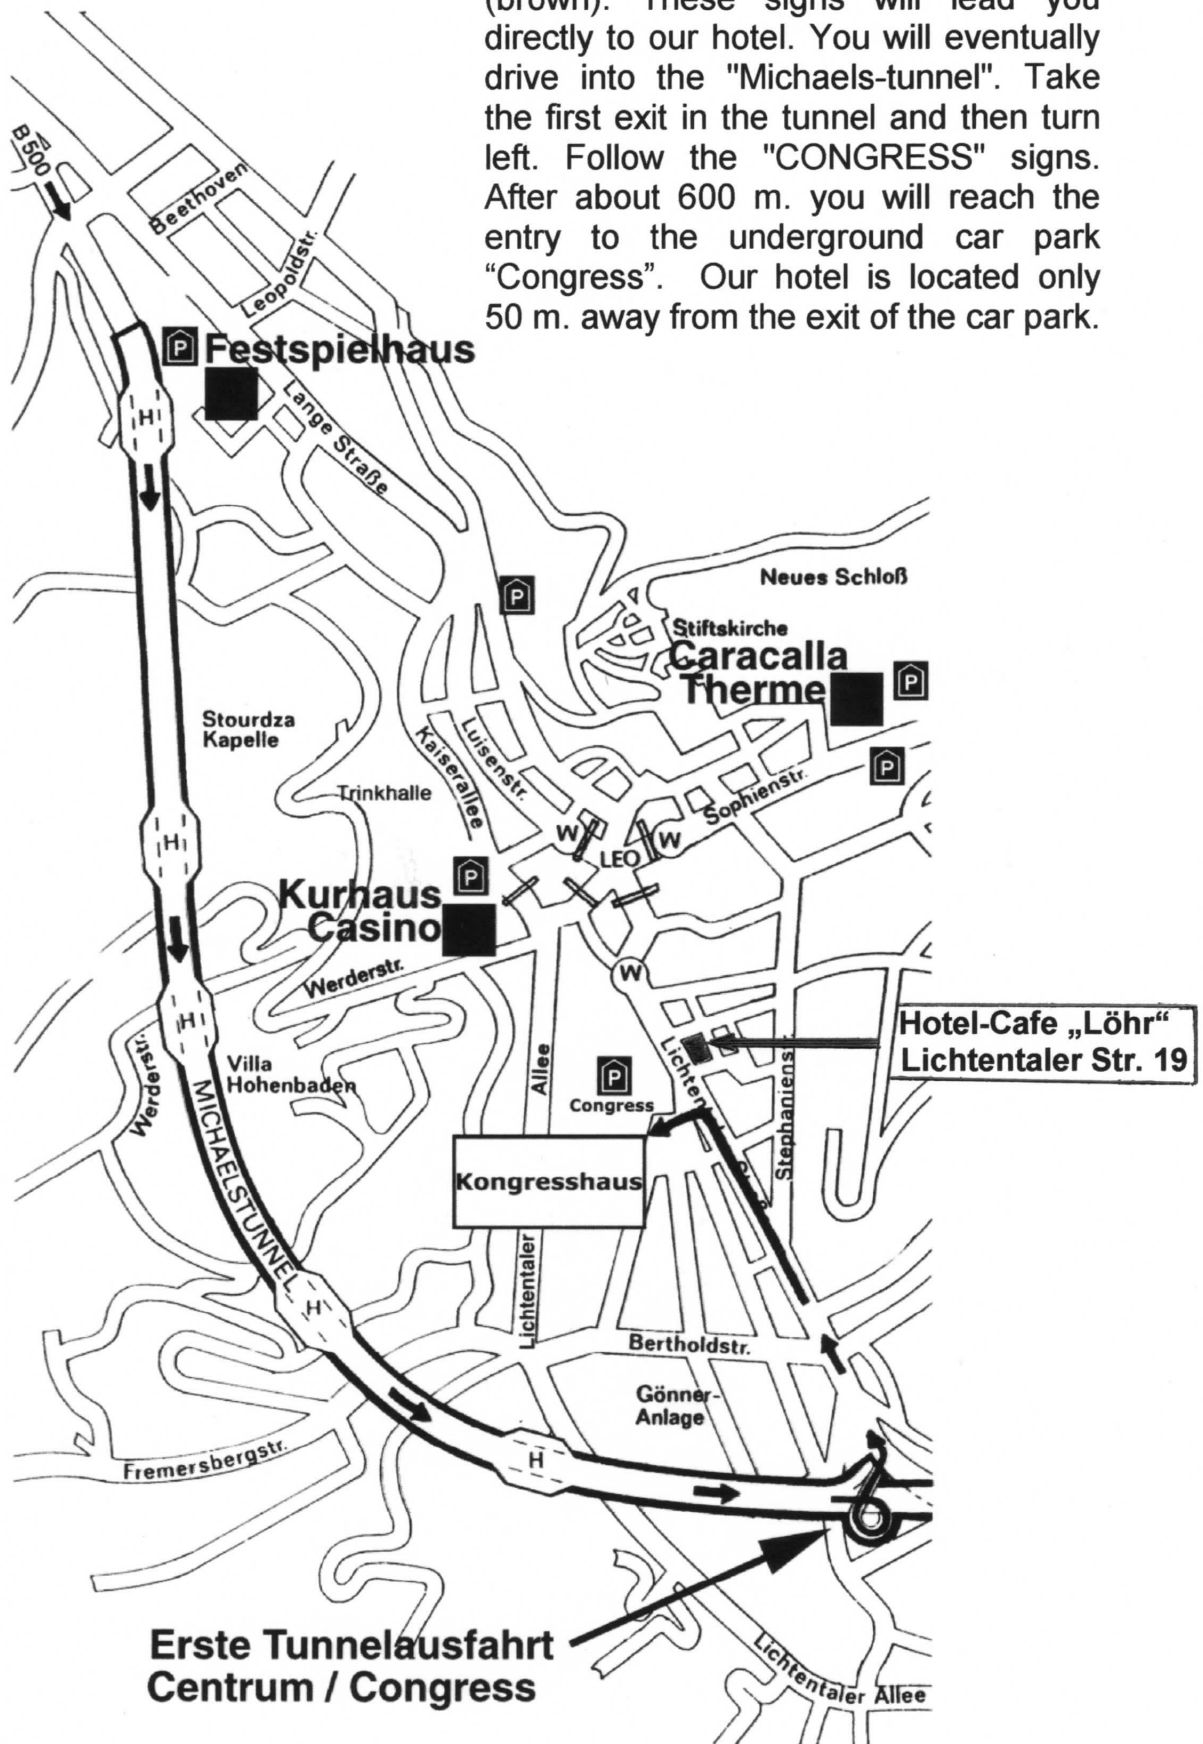 (brown). These signs will lead you
directly to our hotel. You will eventually
drive into the "Michaels-tunnel". Take
the first exit in the tunnel and then turn
left. Follow the "CONGRESS" signs.
After about 600 m. you will reach the
entry to the underground car park
“Congress”. Our hotel is located only
50 m. away from the exit of the car park.
B 500
Beethoven
Leopoldstr.
P
Festspielhaus
H
Lange Straße
P
Neues Schloß
Stiftskirche
Caracalla
Therme
P
P
Stourdza
Kapelle
Kaiserallee
Luisenstr.
Trinkhalle
Sophienstr.
W
W
LEO
H
P
Kurhaus
Casino
Werderstr.
W
H
Werderstr.
Villa
Hohenbaden
Allee
P
Congress
Hotel-Cafe „Löhr“
Lichtentaler Str. 19
Stephaniens
Kongresshaus
MICHAELSTUNNEL
Lichtentaler
H
Bertholdstr.
Gönner-
Anlage
Fremersbergstr.
H
Erste Tunnelausfahrt
Centrum / Congress
Lichtentaler Allee